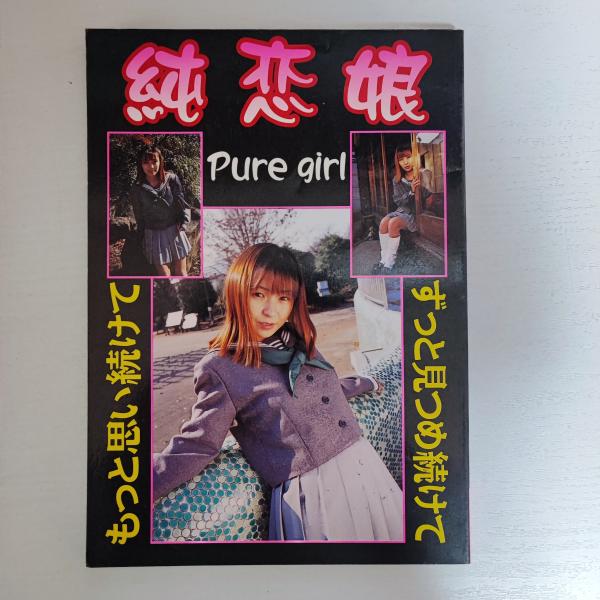 純恋娘
Pure girl
ずっと見つめ続けて
もっと思い続けて